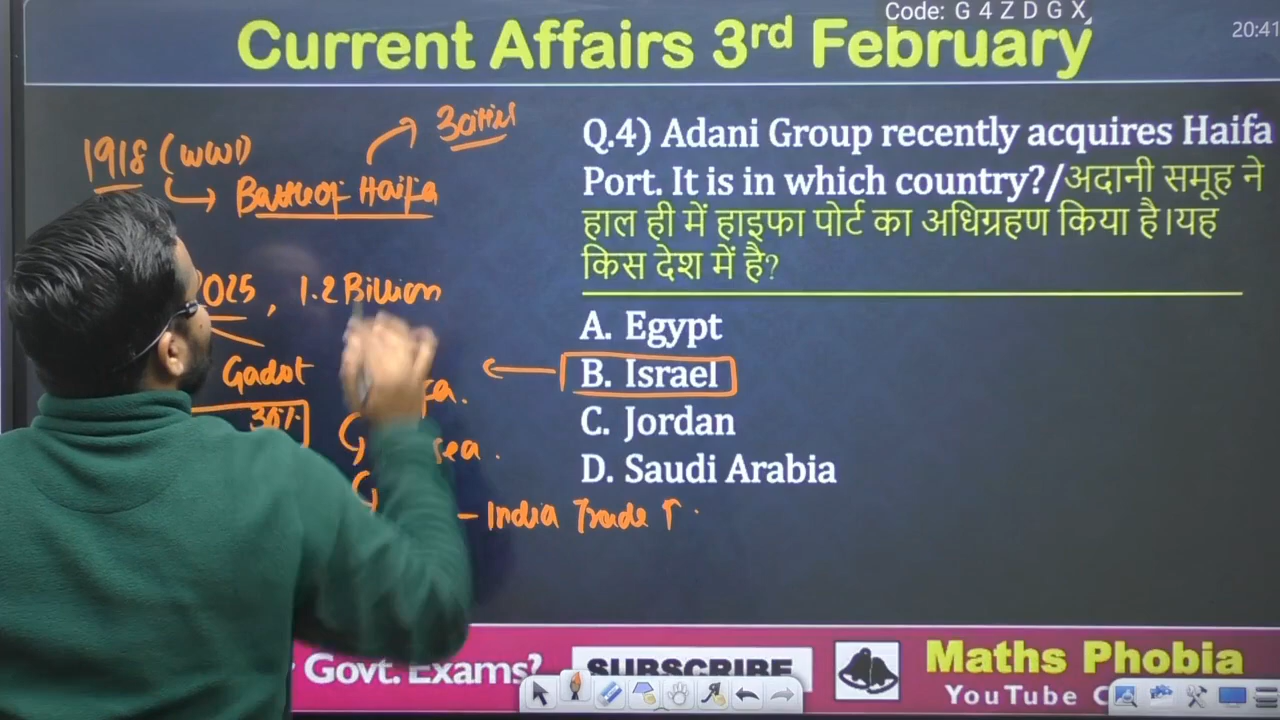 Code: G 4 Z D G X
20:41
Current Affairs 3rd February
1918 (WWI)
Battle of Haifa
Q.4) Adani Group recently acquires Haifa
Port. It is in which country?/अदानी समूह ने
हाल ही में हाइफा पोर्ट का अधिग्रहण किया है।यह
किस देश में है?
A. Egypt
B. Israel
C. Jordan
D. Saudi Arabia
1.2 Billion
Gadot
- India Trade ↑
Govt. Exams?
SUBSCRIBE
Maths Phobia
YouTube